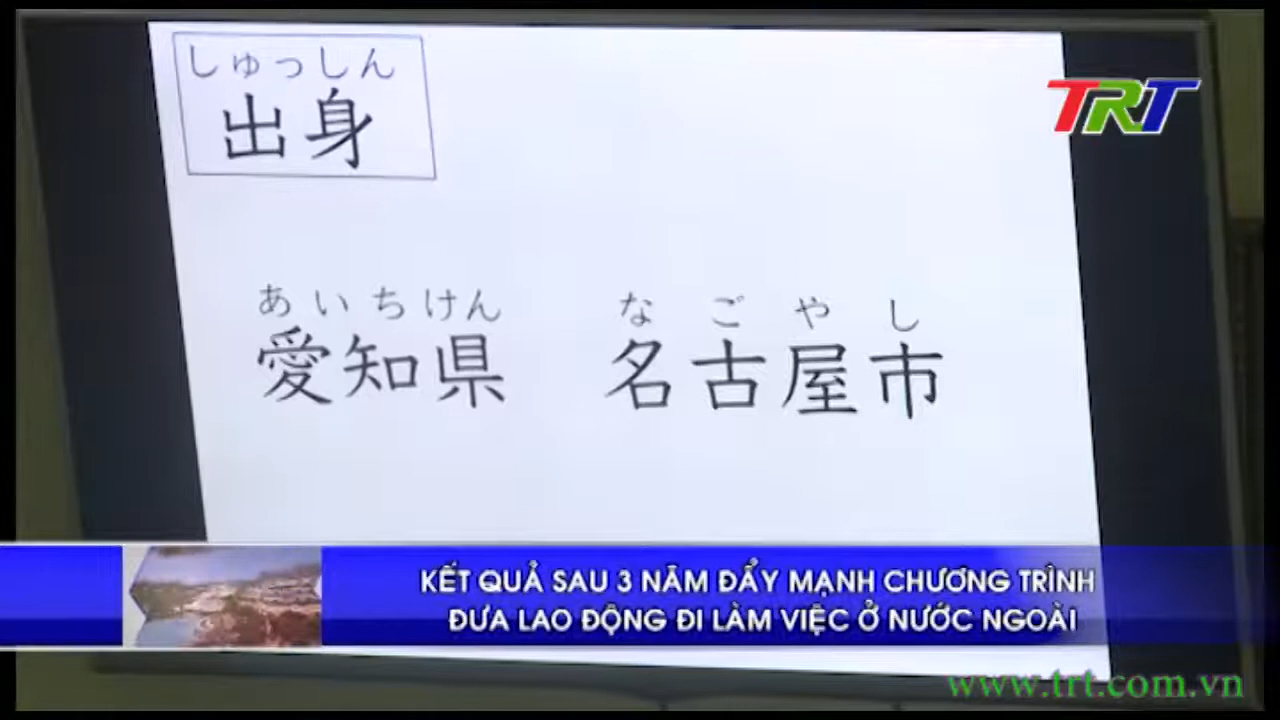 しゅっしん
出身
TRT
あいちけん なごやし
愛知県 名古屋市
KẾT QUẢ SAU 3 NĂM ĐẨY MẠNH CHƯƠNG TRÌNH
ĐƯA LAO ĐỘNG ĐI LÀM VIỆC Ở NƯỚC NGOÀI
www.trt.com.vn